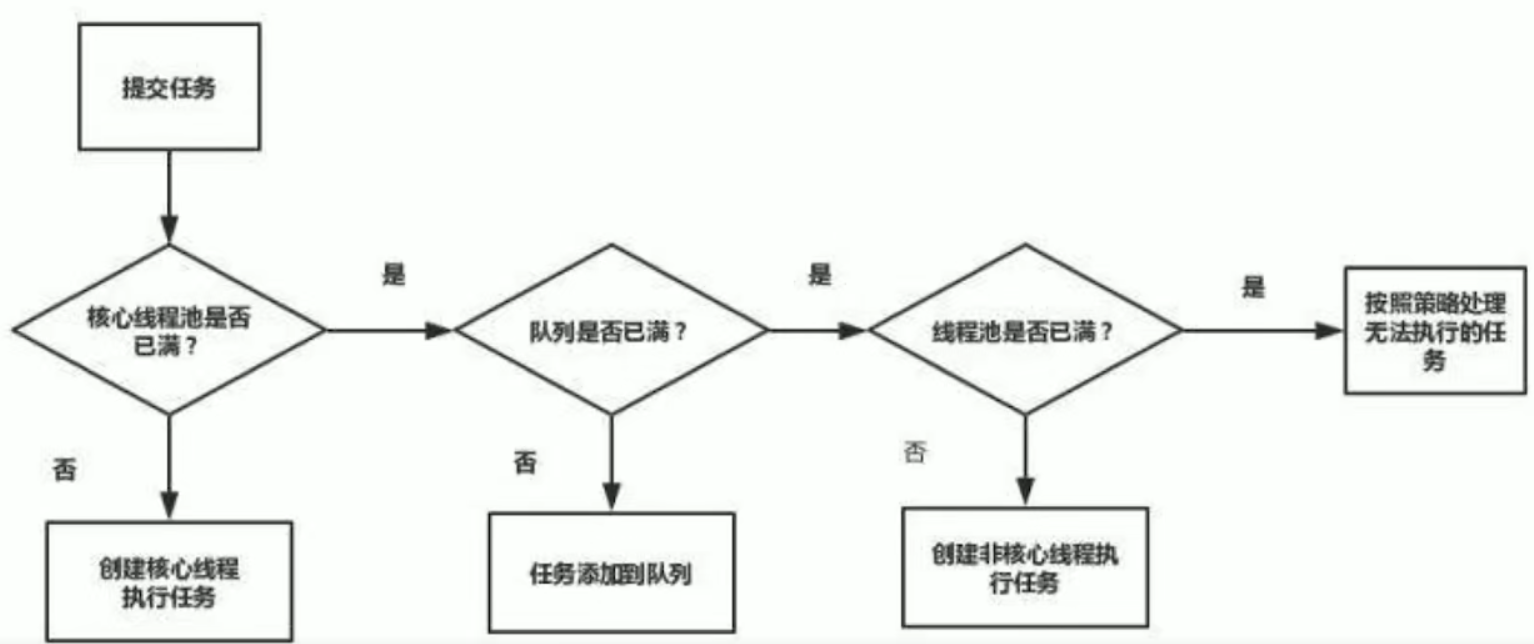 提交任务
核心线程池是否
已满？
是
队列是否已满？
是
线程池是否已满？
是
按照策略处理
无法执行的任
务
否
创建核心线程
执行任务
否
任务添加到队列
否
创建非核心线程执
行任务